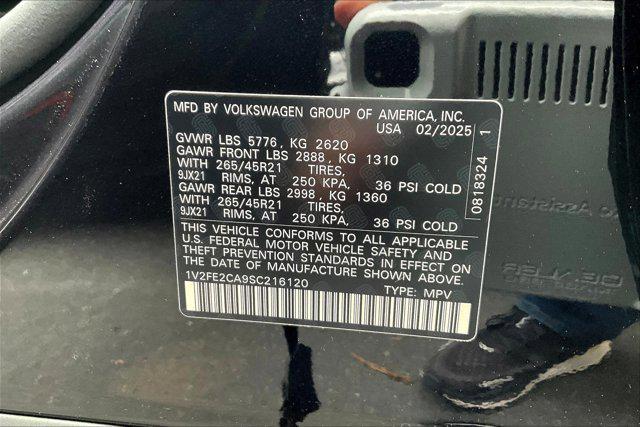 MFD BY VOLKSWAGEN GROUP OF AMERICA, INC.
USA 02/2025
1
GVWR LBS 5776, KG 2620
GAWR FRONT LBS 2888, KG 1310
WITH 265/45R21 TIRES,
9JX21 RIMS, AT 250 KPA, 36 PSI COLD
GAWR REAR LBS 2998, KG 1360
WITH 265/45R21 TIRES,
9JX21 RIMS, AT 250 KPA, 36 PSI COLD
0818324
THIS VEHICLE CONFORMS TO ALL APPLICABLE
U.S. FEDERAL MOTOR VEHICLE SAFETY AND
THEFT PREVENTION STANDARDS IN EFFECT ON
THE DATE OF MANUFACTURE SHOWN ABOVE.
1V2FE2CA9SC216120 TYPE: MPV